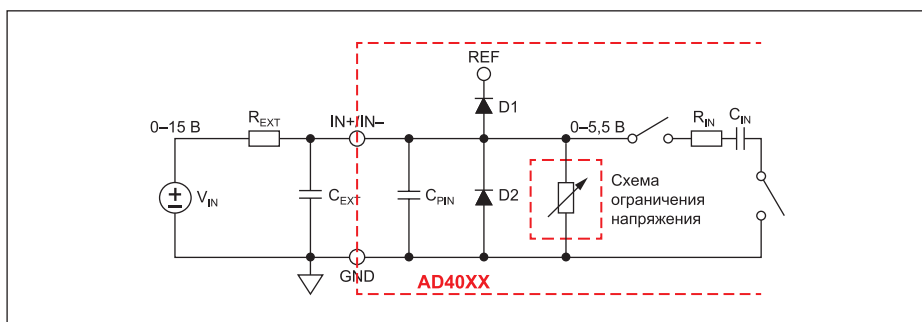 REF
D1
0–15 В
R_EXT
IN+/IN–
0–5,5 В
R_IN
C_IN
V_IN
C_EXT
C_PIN
D2
Схема
ограничения
напряжения
GND
AD40XX